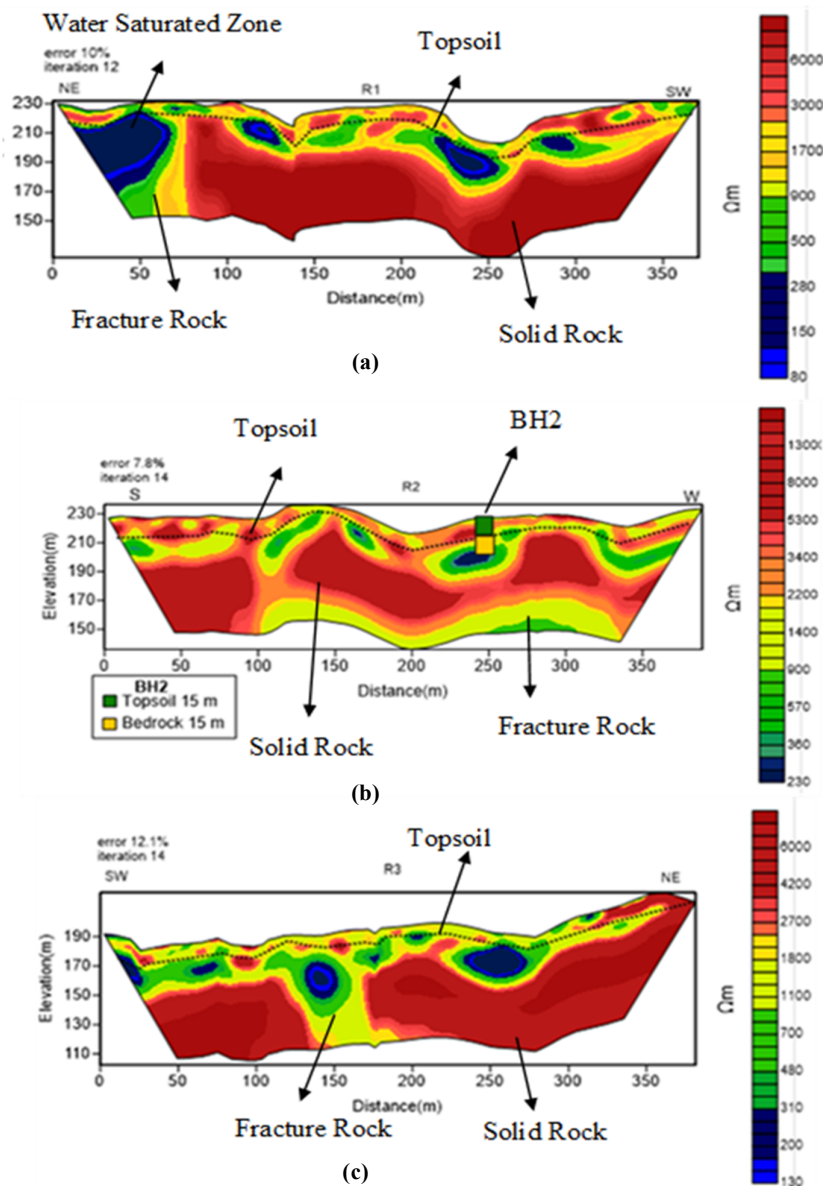 Water Saturated Zone
Topsoil
error 10%
iteration 12
NE
R1
SW
230
210
190
170
150
0 50 100 150 200 250 300 350
Distance(m)
Fracture Rock
Solid Rock
(a)
6000
3000
1700
900
500
280
150
80
Ωm
Topsoil
BH2
error 7.8%
iteration 14
S
R2
W
Elevation(m)
230
210
190
170
150
0 50 100 150 200 250 300 350
Distance(m)
BH2
Topsoil 15 m
Bedrock 15 m
Solid Rock
Fracture Rock
(b)
13000
8000
5300
3400
2200
1400
900
570
360
230
Ωm
Topsoil
error 12.1%
iteration 14
SW
R3
NE
Elevation(m)
190
170
150
130
110
0 50 100 150 200 250 300 350
Distance(m)
Fracture Rock
Solid Rock
(c)
6000
4200
2700
1800
1100
700
480
310
200
130
Ωm